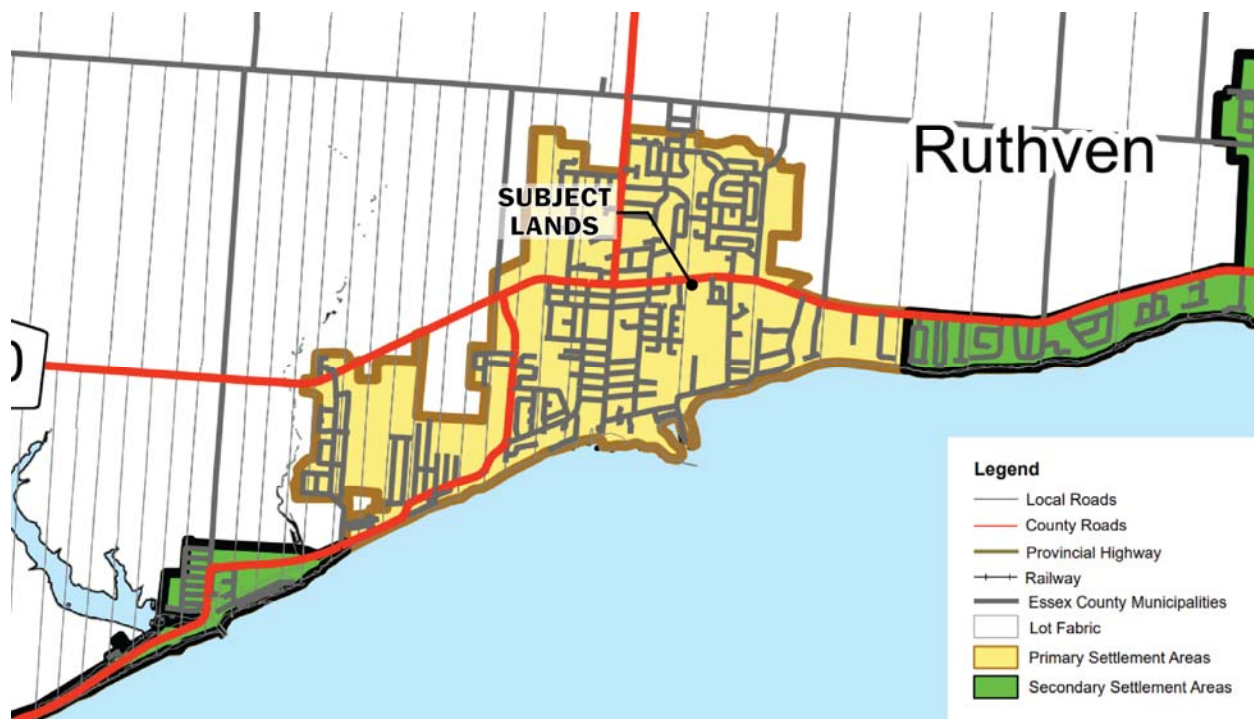 Ruthven
SUBJECT
LANDS
Legend
Local Roads
County Roads
Provincial Highway
Railway
Essex County Municipalities
Lot Fabric
Primary Settlement Areas
Secondary Settlement Areas